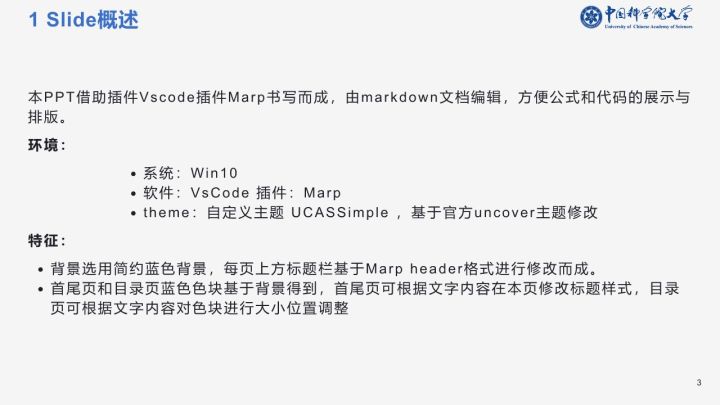 1 Slide概述
中国科学院大学
University of Chinese Academy of Sciences
本PPT借助插件Vscode插件Marp书写而成，由markdown文档编辑，方便公式和代码的展示与
排版。
环境：
系统：Win10
软件：VsCode 插件：Marp
theme：自定义主题 UCASSimple ，基于官方uncover主题修改
特征：
背景选用简约蓝色背景，每页上方标题栏基于Marp header格式进行修改而成。
首尾页和目录页蓝色色块基于背景得到，首尾页可根据文字内容在本页修改标题样式，目录
页可根据文字内容对色块进行大小位置调整
3